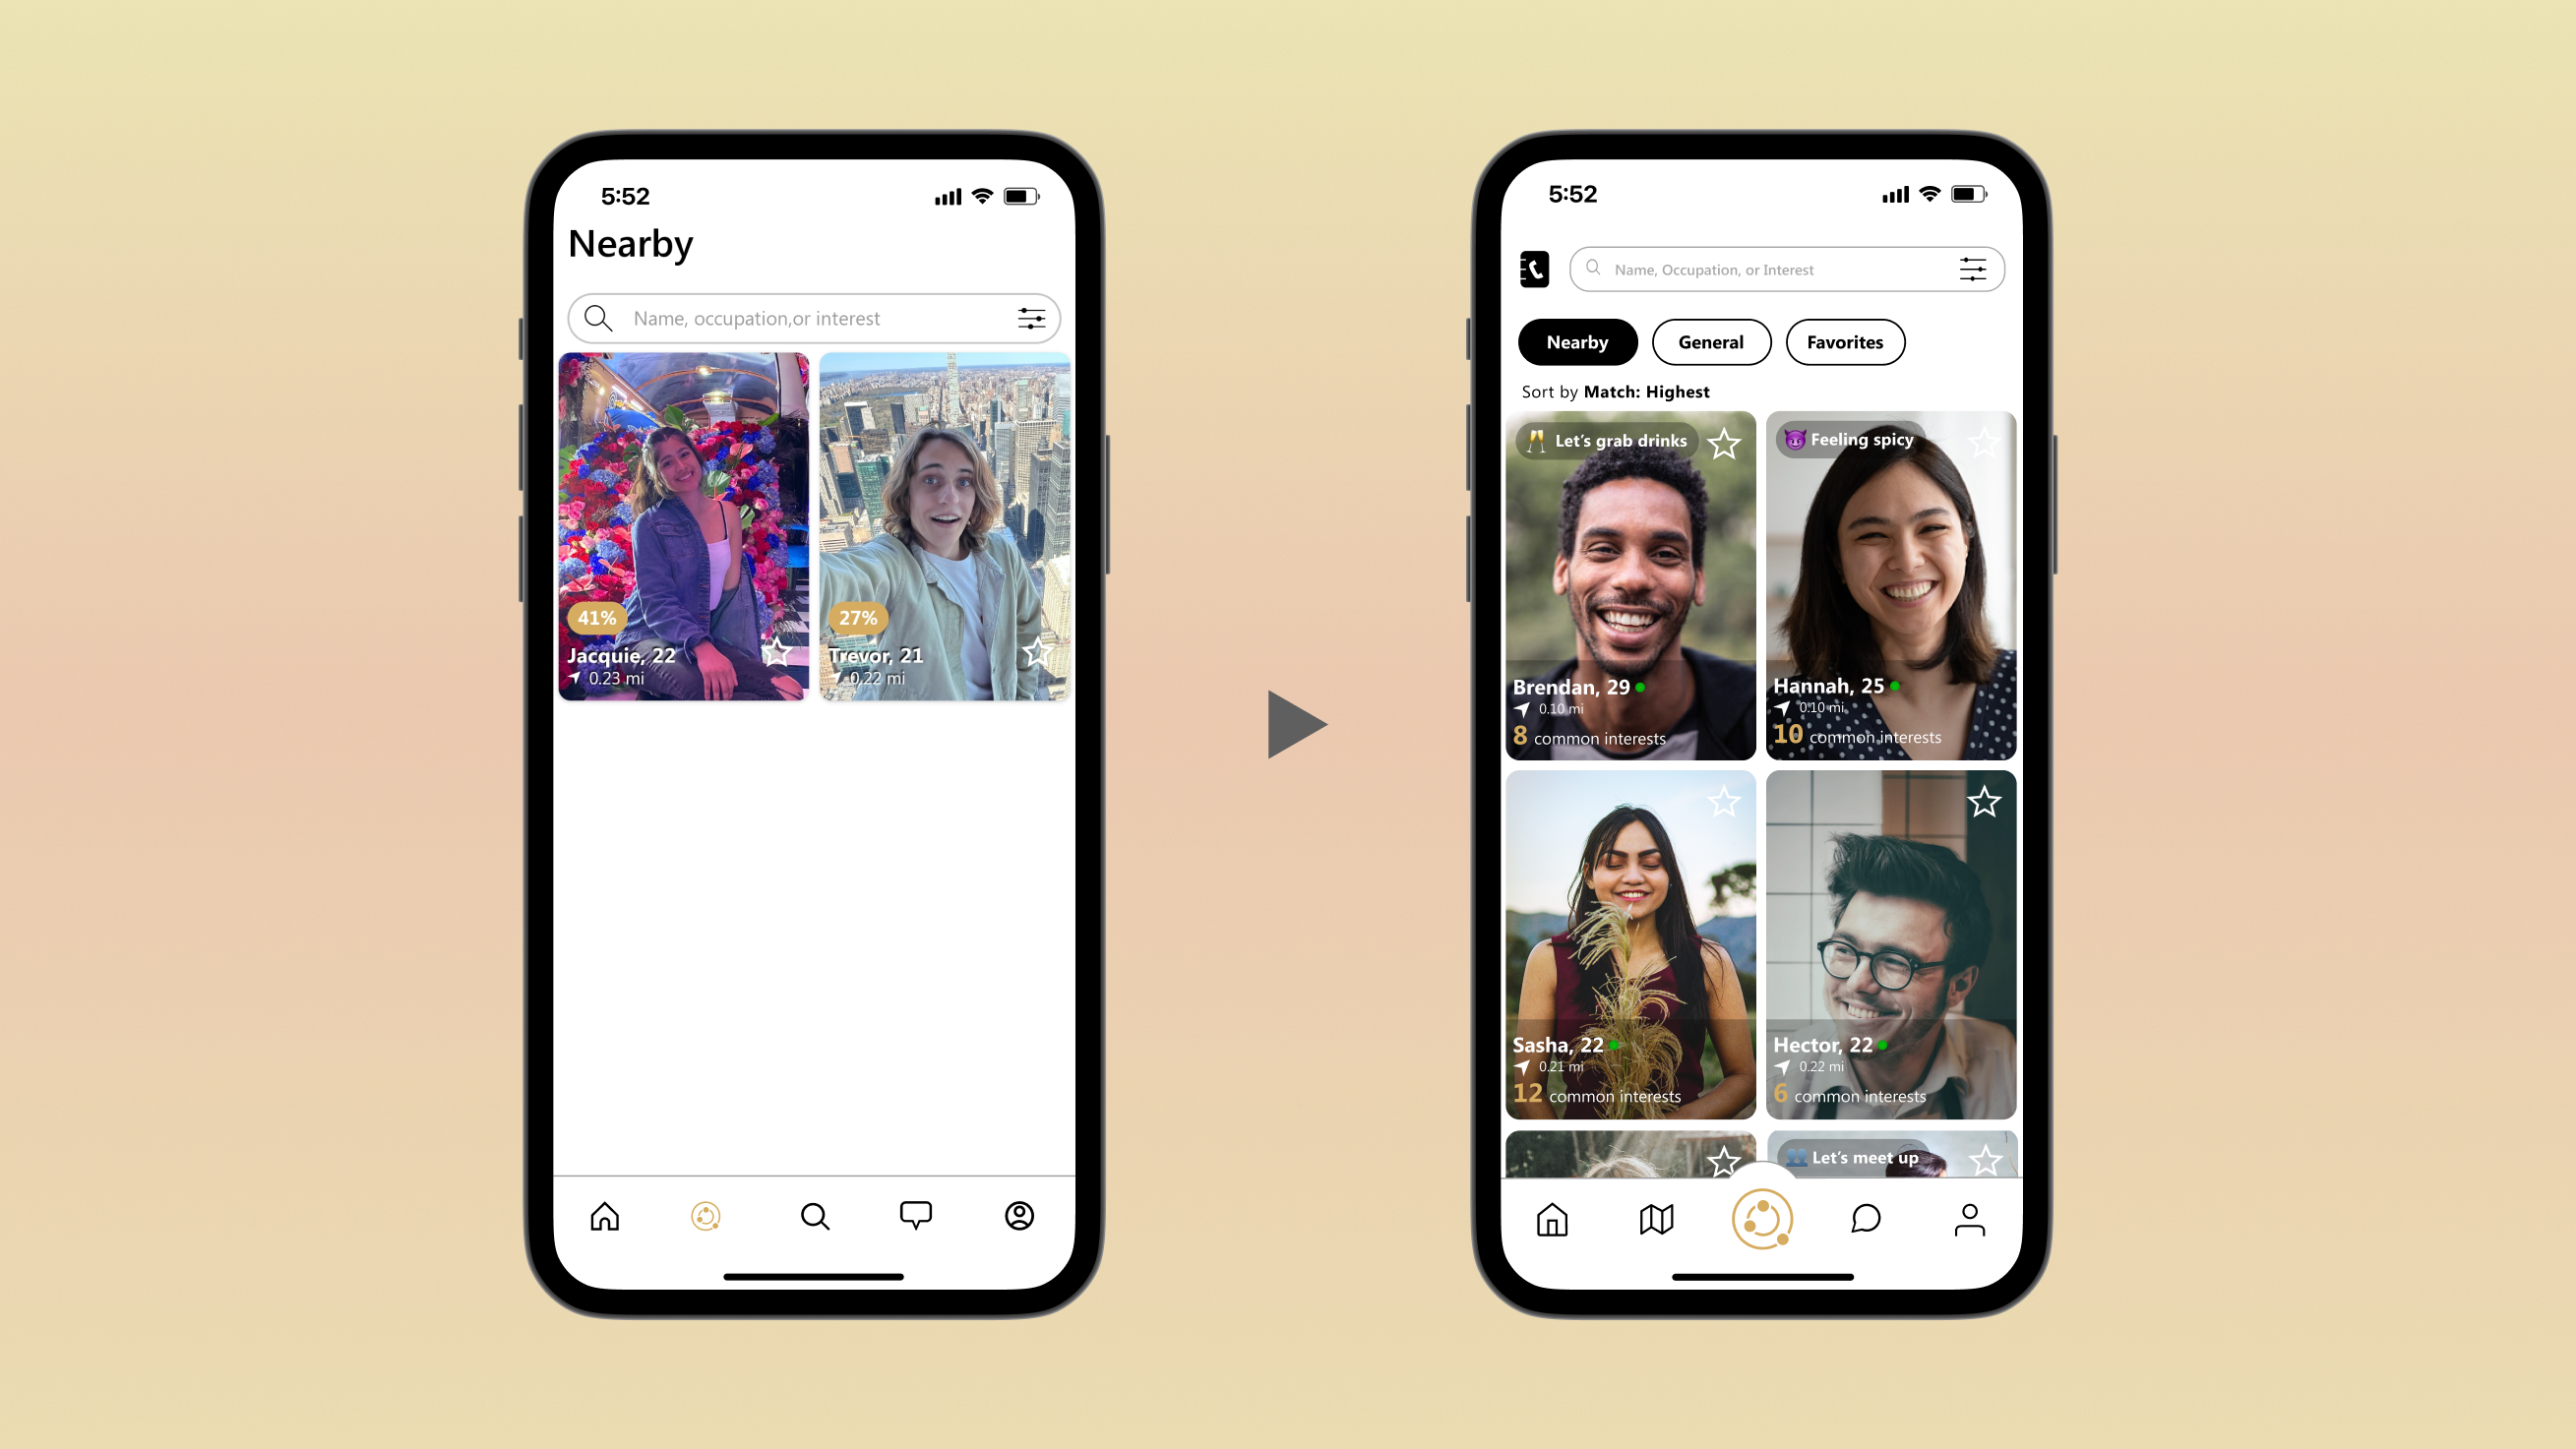 5:52
Nearby
Name, occupation,or interest
41%
Jacquie, 22
0.23 mi
27%
Trevor, 21
0.22 mi
5:52
Name, Occupation, or Interest
Nearby
General
Favorites
Sort by Match: Highest
Let's grab drinks
Brendan, 29
0.10 mi
8 common interests
Feeling spicy
Hannah, 25
0.10 mi
10 common interests
Sasha, 22
0.21 mi
12 common interests
Hector, 22
0.22 mi
6 common interests
Let's meet up